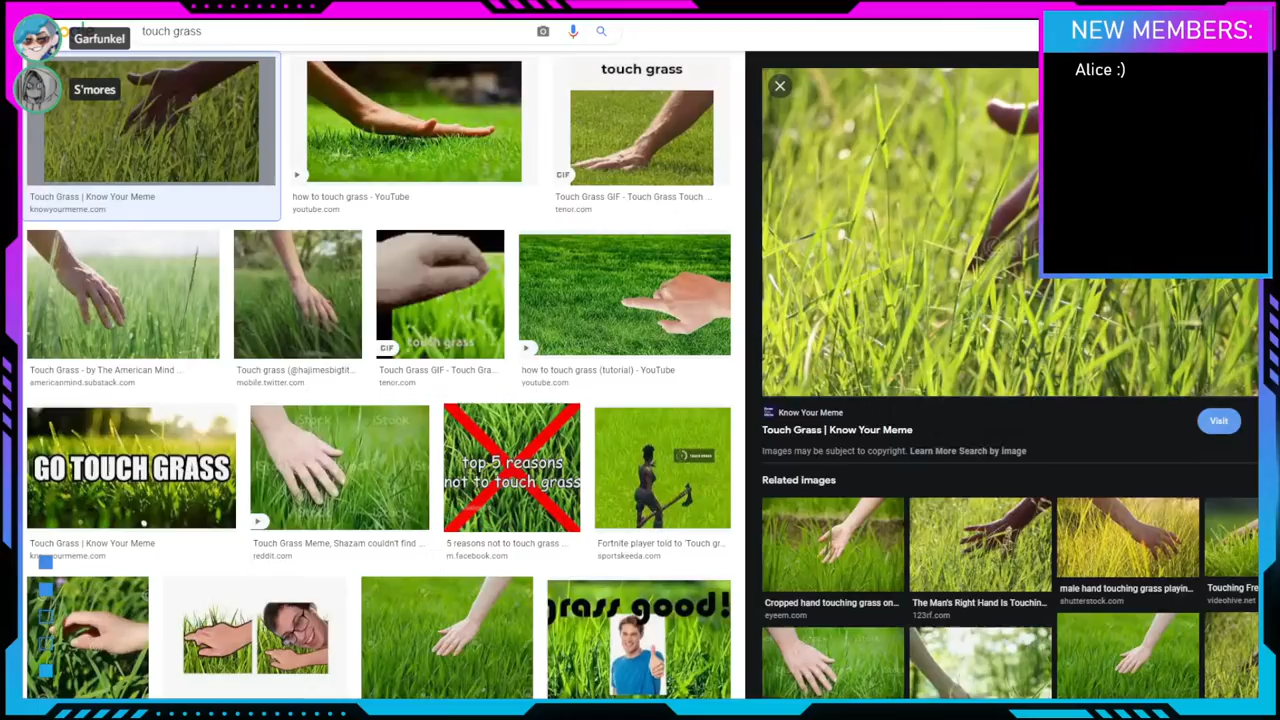 NEW MEMBERS:
Alice :)
Garfunkel
touch grass
S'mores
touch grass
Touch Grass | Know Your Meme
knowyourmeme.com
how to touch grass - YouTube
youtube.com
GIF
Touch Grass GIF - Touch Grass Touch ...
tenor.com
GIF
touch grass
Touch Grass - by The American Mind ...
americanmind.substack.com
Touch grass (@hajimesbigtit...
mobile.twitter.com
Touch Grass GIF - Touch Gra...
tenor.com
how to touch grass (tutorial) - YouTube
youtube.com
GO TOUCH GRASS
iStock
iStock
top 5 reasons
not to touch grass
TOUCH GRASS
Touch Grass | Know Your Meme
Touch Grass Meme, Shazam couldn't find ...
reddit.com
5 reasons not to touch grass ...
m.facebook.com
Fortnite player told to 'Touch gr...
sportskeeda.com
grass good!
Know Your Meme
Touch Grass | Know Your Meme
Visit
Images may be subject to copyright. Learn More Search by image
Related images
Cropped hand touching grass on...
eyeem.com
The Man's Right Hand Is Touchin...
123rf.com
male hand touching grass playin...
shutterstock.com
Touching Fre
videohive.net